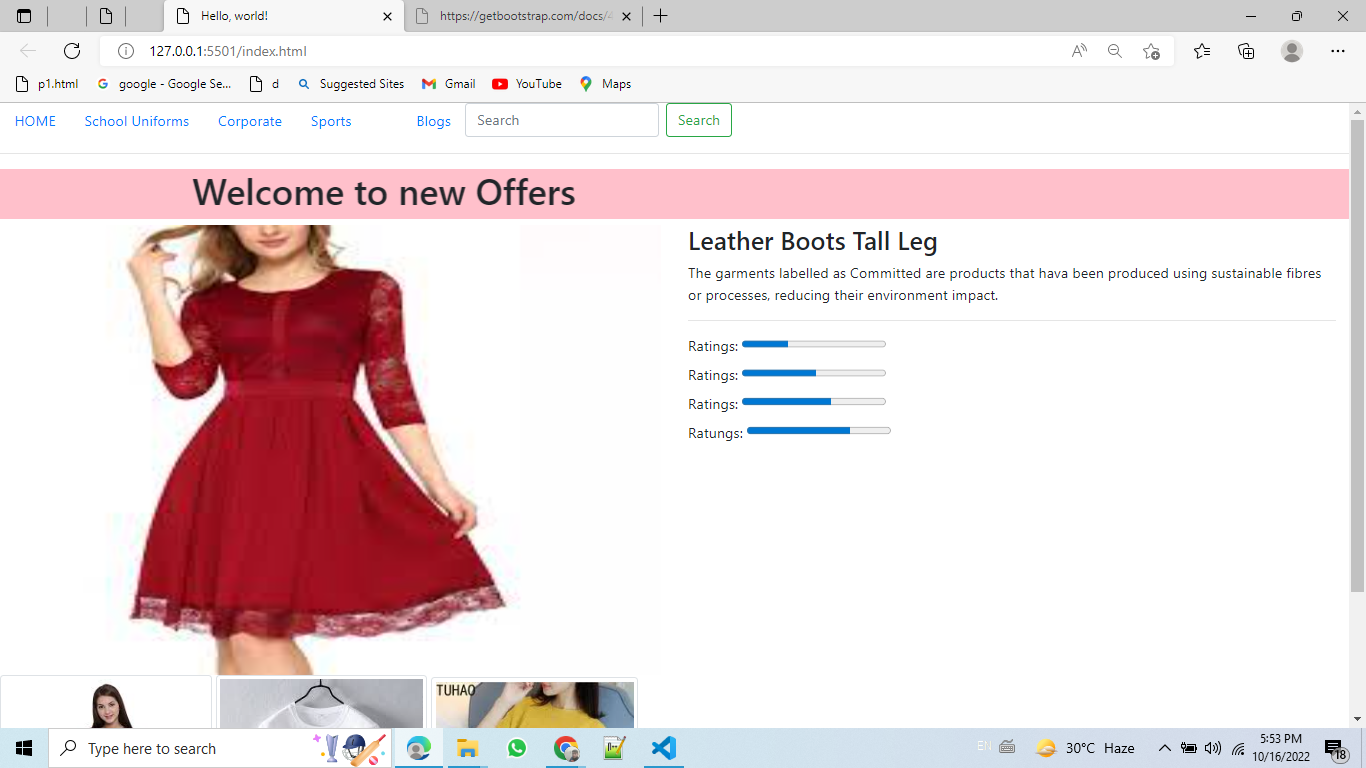 Hello, world!
https://getbootstrap.com/docs/4
127.0.0.1:5501/index.html
p1.html google - Google Se... d Suggested Sites Gmail YouTube Maps
HOME School Uniforms Corporate Sports Blogs Search Search
Welcome to new Offers
Leather Boots Tall Leg
The garments labelled as Committed are products that hava been produced using sustainable fibres
or processes, reducing their environment impact.
Ratings:
Ratings:
Ratings:
Ratungs:
TUHAO
Type here to search
EN
30°C Haze
5:53 PM
10/16/2022
18